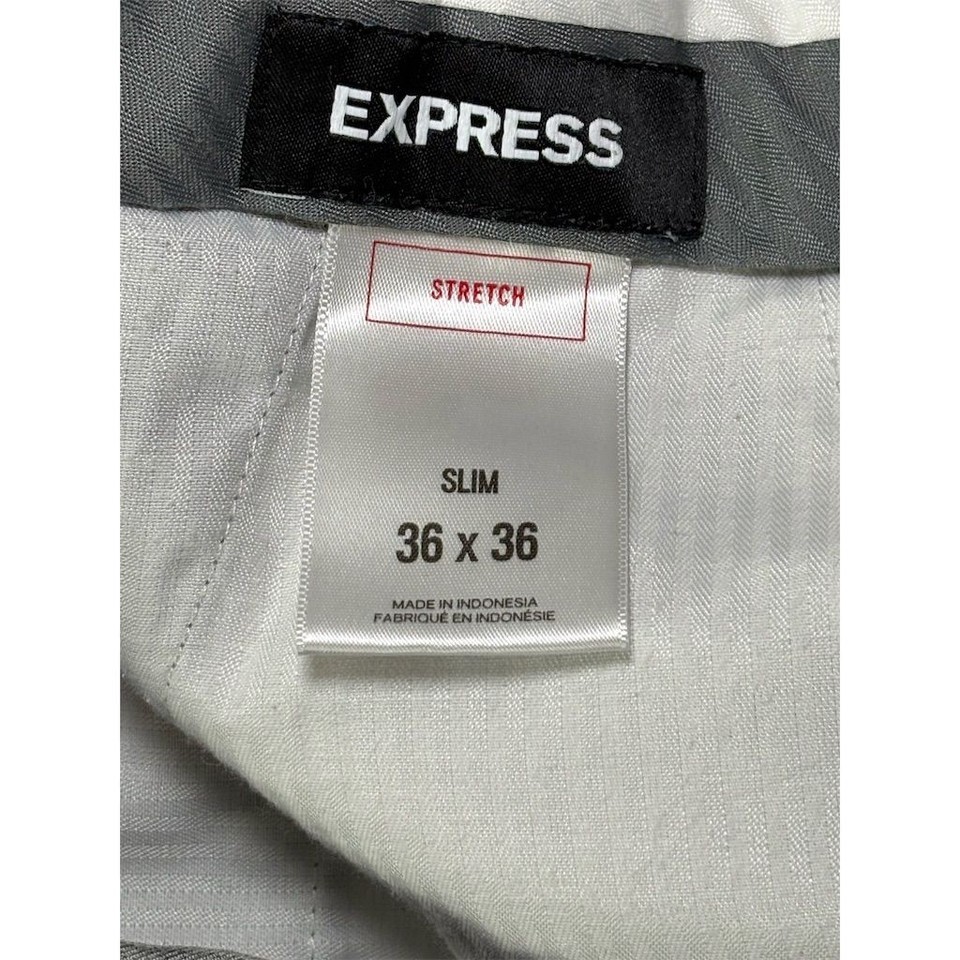 EXPRESS
STRETCH
SLIM
36 x 36
MADE IN INDONESIA
FABRIQUÉ EN INDONÉSIE